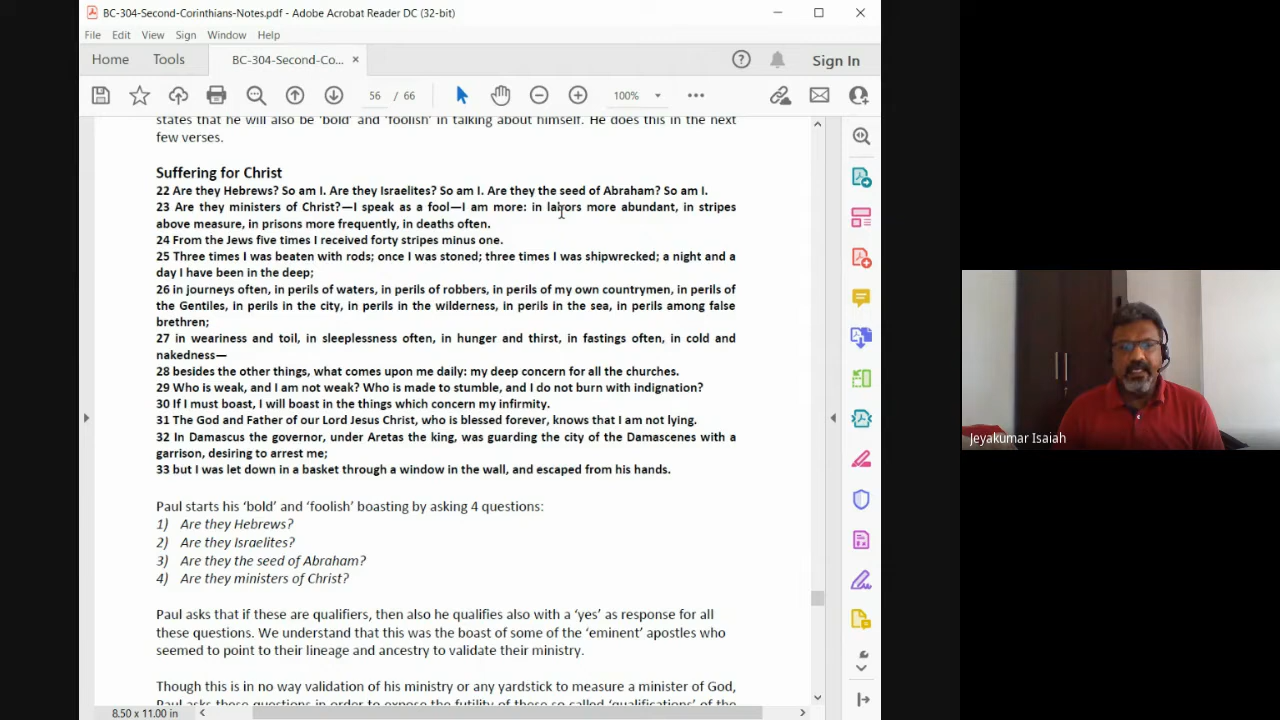 BC-304-Second-Corinthians-Notes.pdf - Adobe Acrobat Reader DC (32-bit)
File Edit View Sign Window Help
Home Tools BC-304-Second-Co... × Sign In
56 / 66 100%
states that he will also be 'bold' and 'foolish' in talking about himself. He does this in the next
few verses.
Suffering for Christ
22 Are they Hebrews? So am I. Are they Israelites? So am I. Are they the seed of Abraham? So am I.
23 Are they ministers of Christ?—I speak as a fool—I am more: in labors more abundant, in stripes
above measure, in prisons more frequently, in deaths often.
24 From the Jews five times I received forty stripes minus one.
25 Three times I was beaten with rods; once I was stoned; three times I was shipwrecked; a night and a
day I have been in the deep;
26 in journeys often, in perils of waters, in perils of robbers, in perils of my own countrymen, in perils of
the Gentiles, in perils in the city, in perils in the wilderness, in perils in the sea, in perils among false
brethren;
27 in weariness and toil, in sleeplessness often, in hunger and thirst, in fastings often, in cold and
nakedness—
28 besides the other things, what comes upon me daily: my deep concern for all the churches.
29 Who is weak, and I am not weak? Who is made to stumble, and I do not burn with indignation?
30 If I must boast, I will boast in the things which concern my infirmity.
31 The God and Father of our Lord Jesus Christ, who is blessed forever, knows that I am not lying.
32 In Damascus the governor, under Aretas the king, was guarding the city of the Damascenes with a
garrison, desiring to arrest me;
33 but I was let down in a basket through a window in the wall, and escaped from his hands.
Paul starts his 'bold' and 'foolish' boasting by asking 4 questions:
1) Are they Hebrews?
2) Are they Israelites?
3) Are they the seed of Abraham?
4) Are they ministers of Christ?
Paul asks that if these are qualifiers, then also he qualifies also with a 'yes' as response for all
these questions. We understand that this was the boast of some of the 'eminent' apostles who
seemed to point to their lineage and ancestry to validate their ministry.
Though this is in no way validation of his ministry or any yardstick to measure a minister of God,
Paul asks these questions in order to expose the futility of these so called 'qualifications' of the
8.50 x 11.00 in
Jeyakumar Isaiah